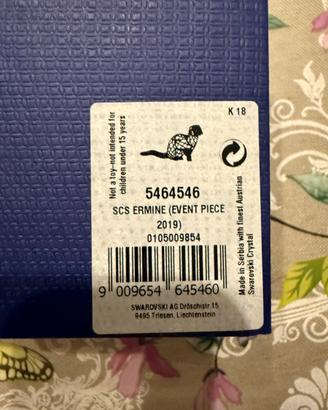 K 18
Not a toy–not intended for
children under 15 years
5464546
SCS ERMINE (EVENT PIECE
2019)
0105009854
Made in Serbia with finest Austrian
Swarovski Crystal
9 009654 645460
SWAROVSKI AG Dröschistr.15
9495 Triesen, Liechtenstein